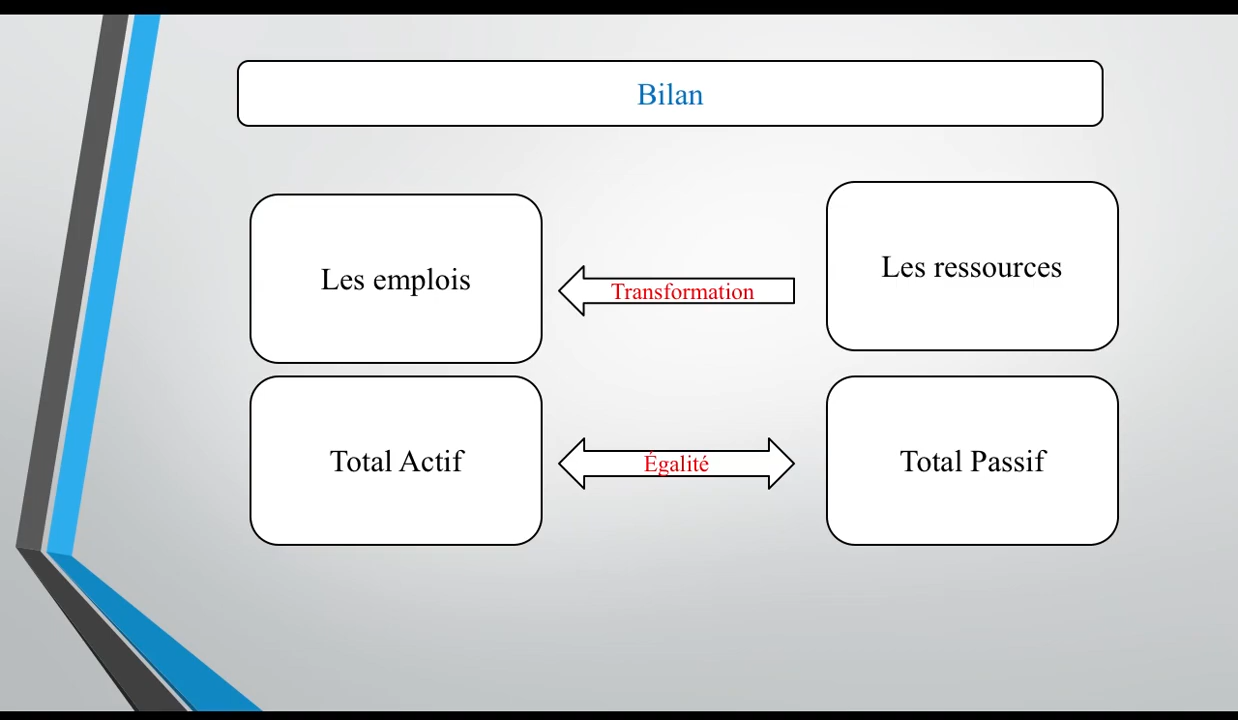 Bilan
Les emplois
Transformation
Les ressources
Total Actif
Égalité
Total Passif